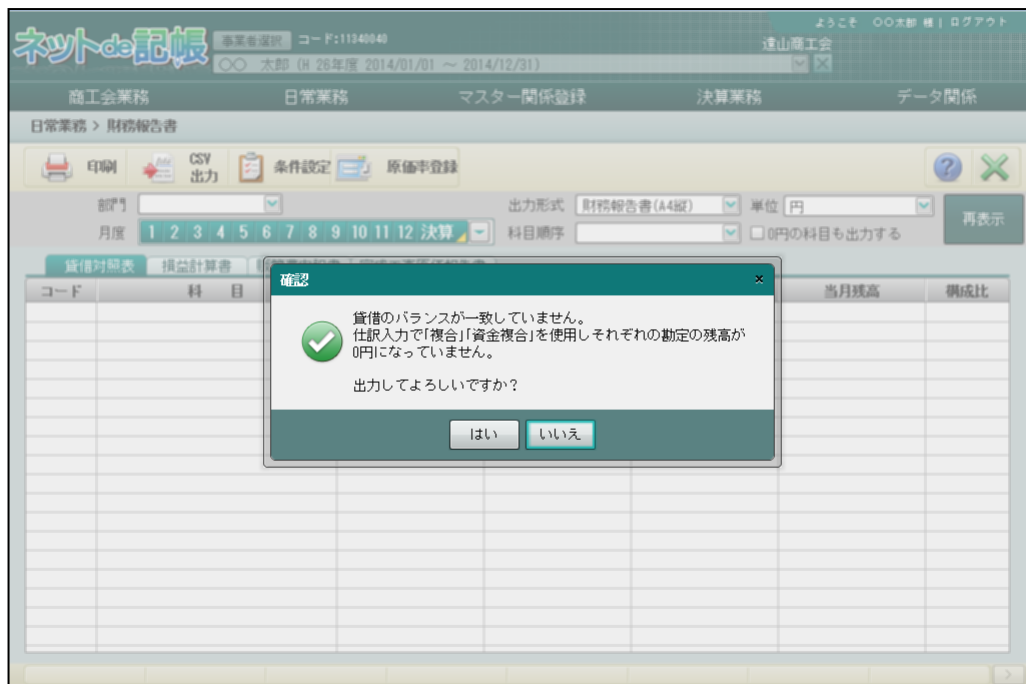 ようこそ 〇〇太郎 様 | ログアウト
ネットde記帳 事業者選択 コード:11340040
達山商工会
〇〇 太郎 (H 26年度 2014/01/01 ～ 2014/12/31)
商工会業務 日常業務 マスター関係登録 決算業務 データ関係
日常業務 > 財務報告書
印刷 CSV出力 条件設定 原価率登録
部門 出力形式 財務報告書(A4縦) 単位 円 再表示
月度 1 2 3 4 5 6 7 8 9 10 11 12 決算 科目順序 0円の科目も出力する
貸借対照表 損益計算書
コード 科 目 当月残高 構成比
確認 ×
貸借のバランスが一致していません。
仕訳入力で「複合」「資金複合」を使用しそれぞれの勘定の残高が
0円になっていません。
出力してよろしいですか？
はい いいえ